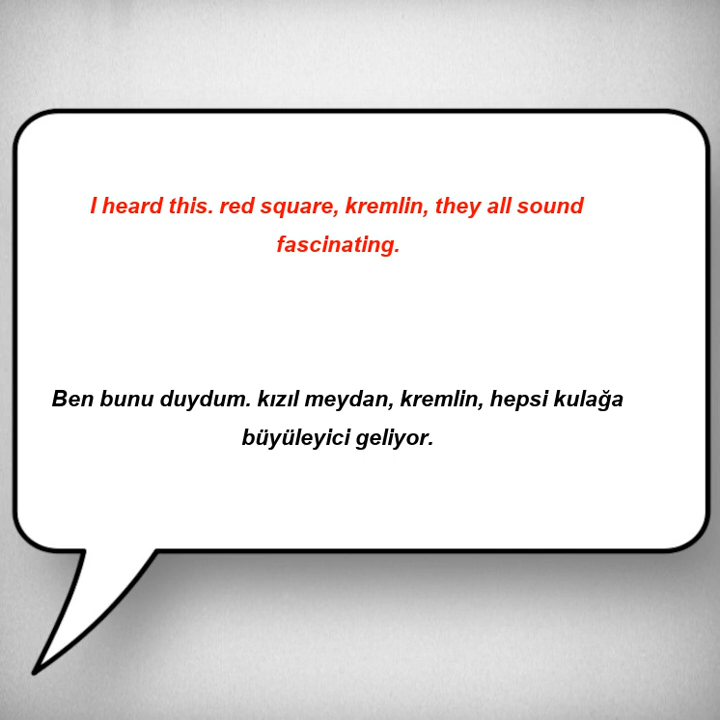 I heard this. red square, kremlin, they all sound
fascinating.
Ben bunu duydum. kızıl meydan, kremlin, hepsi kulağa
büyüleyici geliyor.